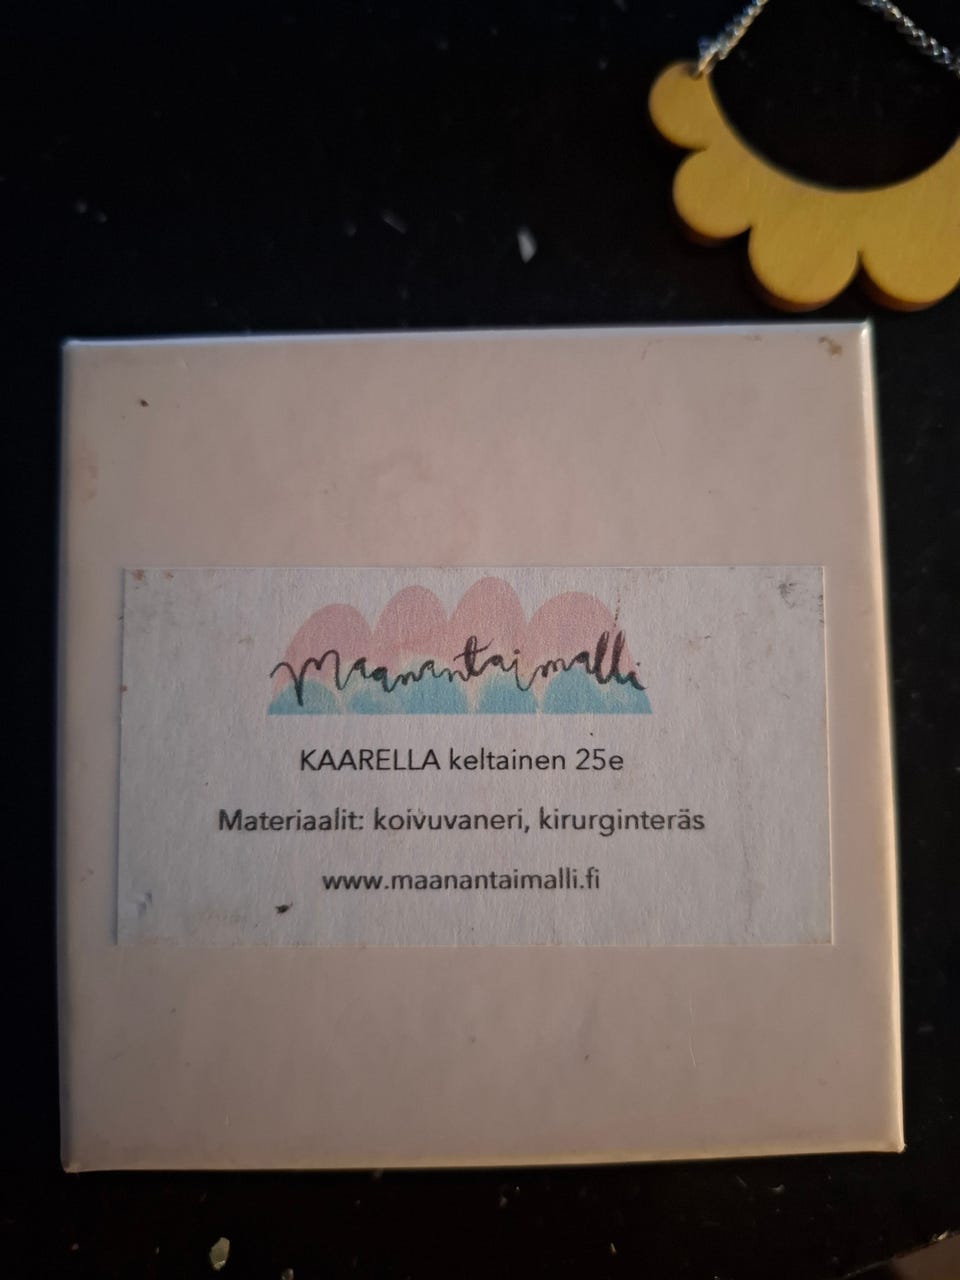 Maanantaimalli
KAARELLA keltainen 25e
Materiaalit: koivuvaneri, kirurginteräs
www.maanantaimalli.fi